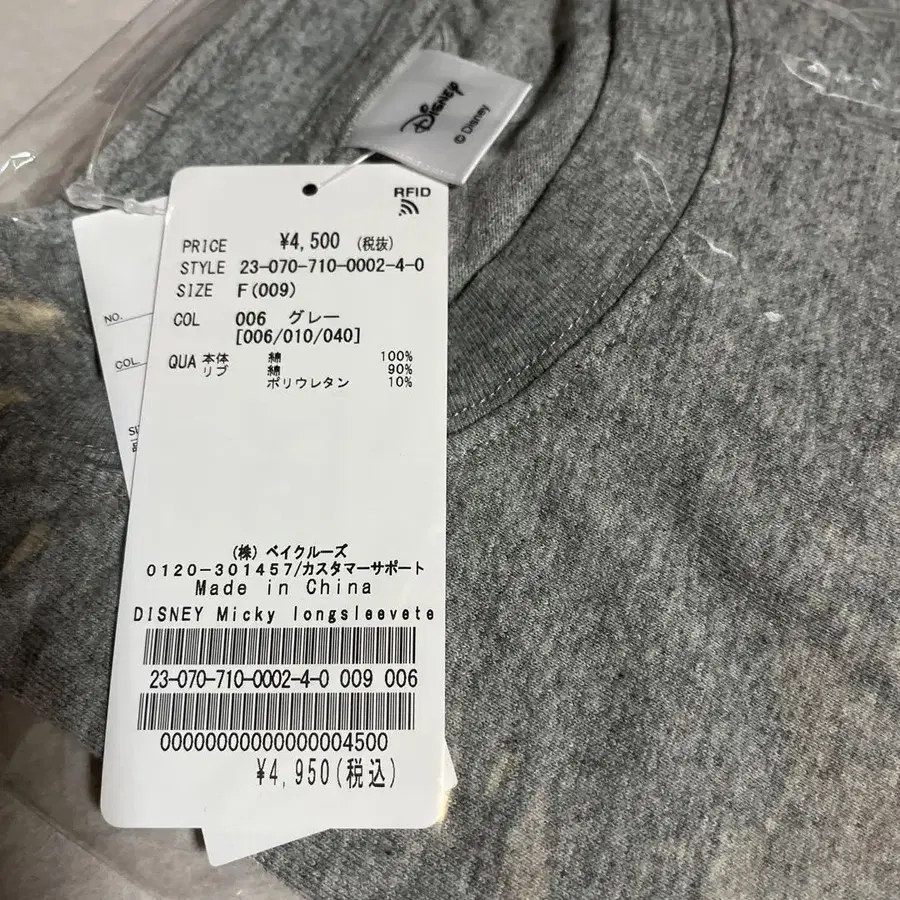 Disney
© Disney
RFID
PRICE ¥4,500 (税抜)
STYLE 23-070-710-0002-4-0
SIZE F(009)
COL 006 グレー
[006/010/040]
QUA 本体 綿 100%
リブ 綿 90%
ポリウレタン 10%
(株) ベイクルーズ
0120-301457/カスタマーサポート
Made in China
DISNEY Micky longsleevete
23-070-710-0002-4-0 009 006
00000000000000004500
¥4,950(税込)
NO.
COL